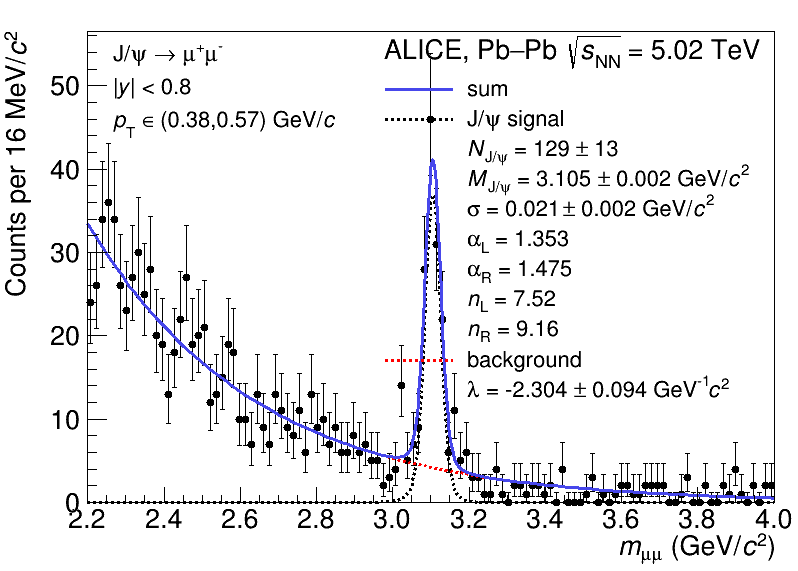 Counts per 16 MeV/c²
J/ψ → μ⁺μ⁻
|y| < 0.8
p_T ∈ (0.38,0.57) GeV/c
ALICE, Pb–Pb √s_NN = 5.02 TeV
sum
J/ψ signal
N_J/ψ = 129 ± 13
M_J/ψ = 3.105 ± 0.002 GeV/c²
σ = 0.021 ± 0.002 GeV/c²
α_L = 1.353
α_R = 1.475
n_L = 7.52
n_R = 9.16
background
λ = -2.304 ± 0.094 GeV⁻¹c²
50
40
30
20
10
0
2.2 2.4 2.6 2.8 3.0 3.2 3.4 3.6 3.8 4.0
m_μμ (GeV/c²)